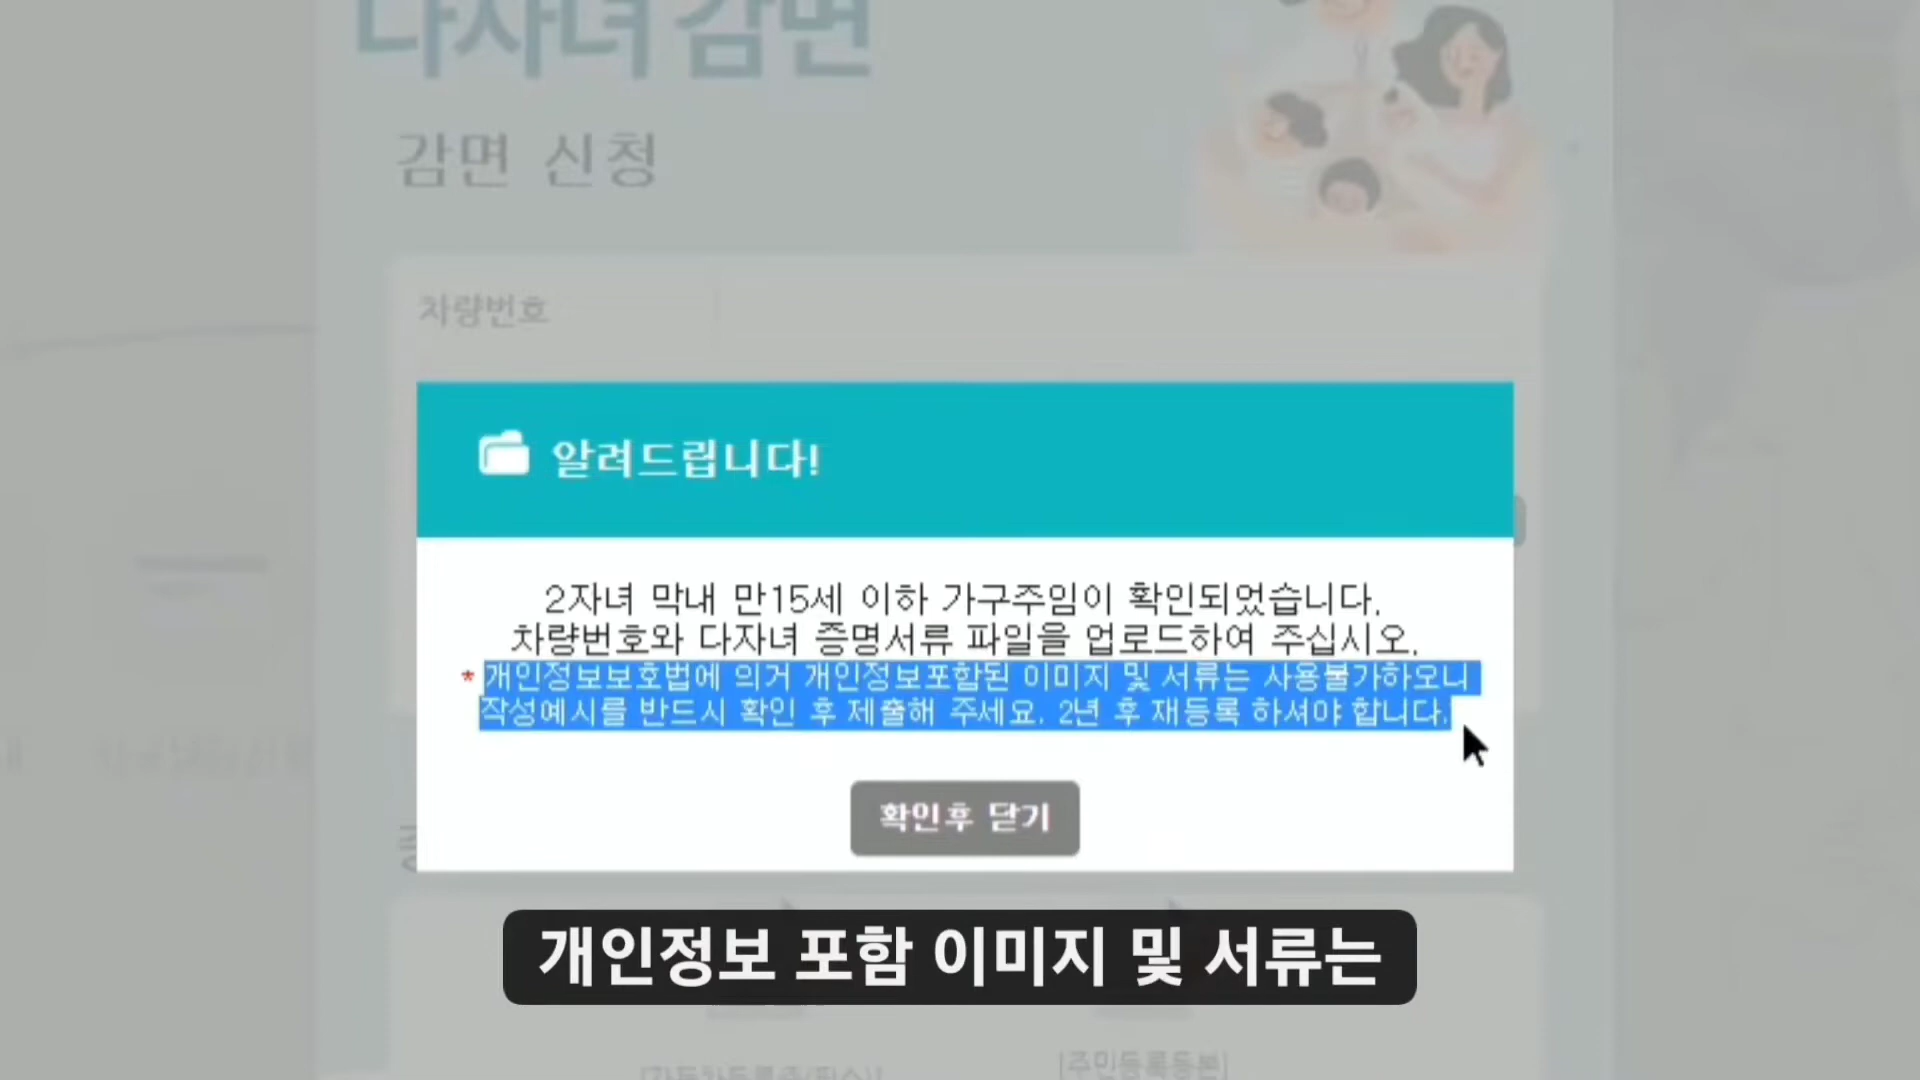 다자녀 감면
감면 신청
차량번호
알려드립니다!
2자녀 막내 만15세 이하 가구주임이 확인되었습니다.
차량번호와 다자녀 증명서류 파일을 업로드하여 주십시오.
* 개인정보보호법에 의거 개인정보포함된 이미지 및 서류는 사용불가하오니
작성예시를 반드시 확인 후 제출해 주세요. 2년 후 재등록 하셔야 합니다.
확인후 닫기
개인정보 포함 이미지 및 서류는
[주민등록등본]